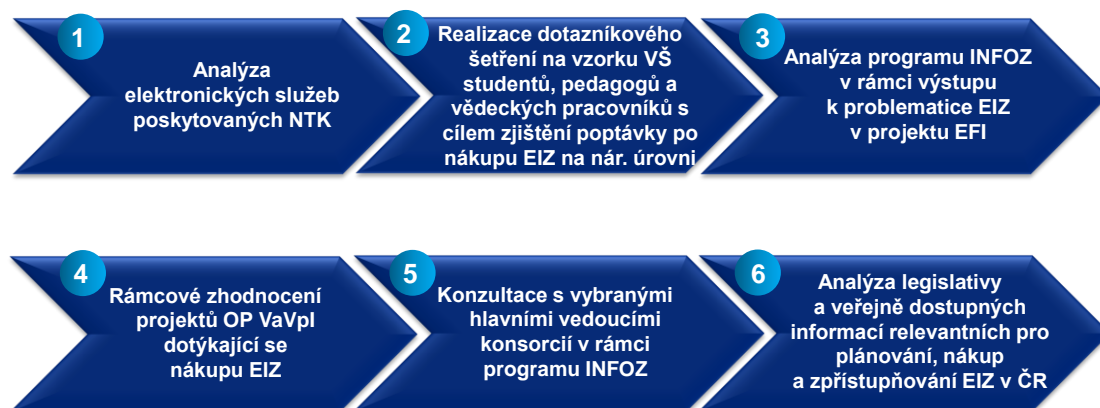 1
Analýza
elektronických služeb
poskytovaných NTK
2
Realizace dotazníkového
šetření na vzorku VŠ
studentů, pedagogů a
vědeckých pracovníků s
cílem zjištění poptávky po
nákupu EIZ na nár. úrovni
3
Analýza programu INFOZ
v rámci výstupu
k problematice EIZ
v projektu EFI
4
Rámcové zhodnocení
projektů OP VaVpI
dotýkající se
nákupu EIZ
5
Konzultace s vybranými
hlavními vedoucími
konsorcií v rámci
programu INFOZ
6
Analýza legislativy
a veřejně dostupných
informací relevantních pro
plánování, nákup
a zpřístupňování EIZ v ČR